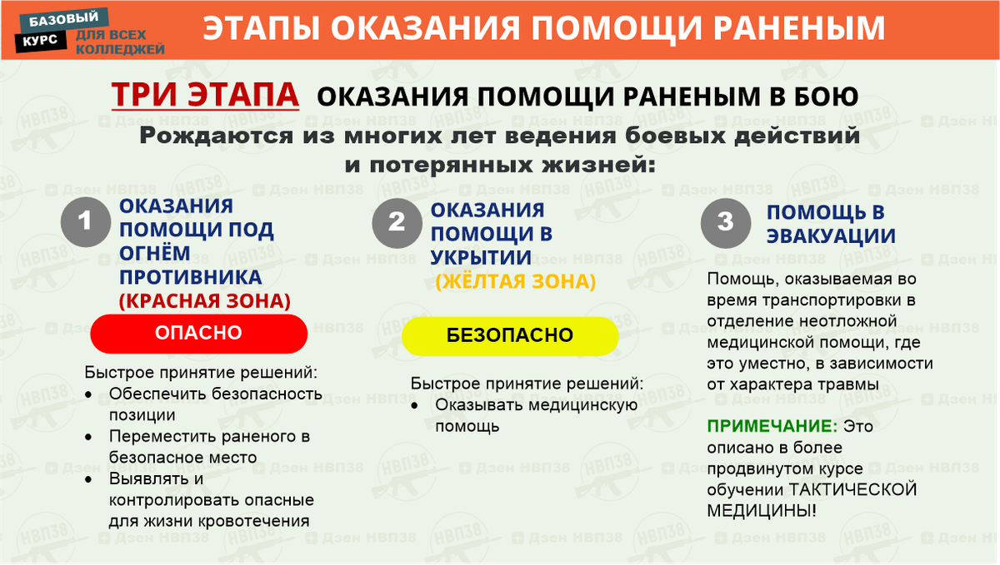 БАЗОВЫЙ
КУРС
ДЛЯ ВСЕХ
КОЛЛЕДЖЕЙ
ЭТАПЫ ОКАЗАНИЯ ПОМОЩИ РАНЕНЫМ
ТРИ ЭТАПА ОКАЗАНИЯ ПОМОЩИ РАНЕНЫМ В БОЮ
Рождаются из многих лет ведения боевых действий
и потерянных жизней:
1
ОКАЗАНИЯ
ПОМОЩИ ПОД
ОГНЁМ
ПРОТИВНИКА
(КРАСНАЯ ЗОНА)
ОПАСНО
Быстрое принятие решений:
• Обеспечить безопасность
позиции
• Переместить раненого в
безопасное место
• Выявлять и
контролировать опасные
для жизни кровотечения
2
ОКАЗАНИЯ
ПОМОЩИ В
УКРЫТИИ
(ЖЁЛТАЯ ЗОНА)
БЕЗОПАСНО
Быстрое принятие решений:
• Оказывать медицинскую
помощь
3
ПОМОЩЬ В
ЭВАКУАЦИИ
Помощь, оказываемая во
время транспортировки в
отделение неотложной
медицинской помощи, где
это уместно, в зависимости
от характера травмы
ПРИМЕЧАНИЕ: Это
описано в более
продвинутом курсе
обучении ТАКТИЧЕСКОЙ
МЕДИЦИНЫ!
НВП38
Дзен НВП38